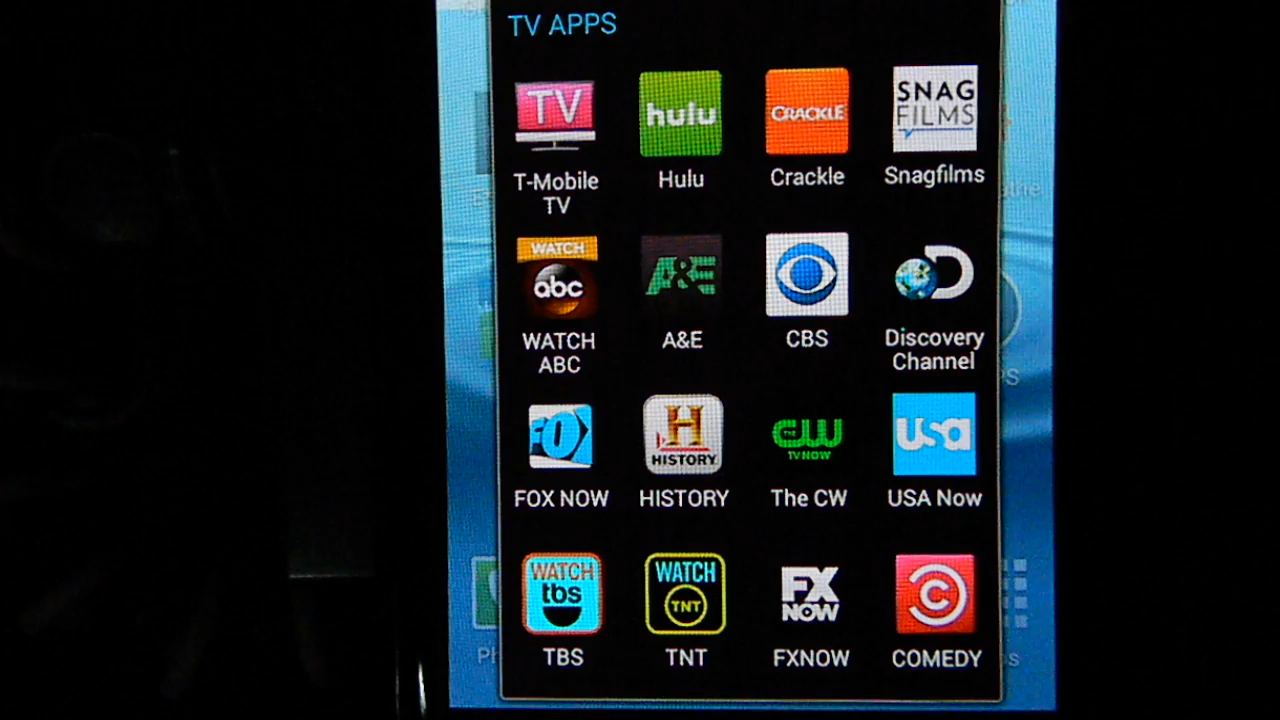 TV APPS
TV
hulu
CRACKLE
SNAG
FILMS
T-Mobile
TV
Hulu
Crackle
Snagfilms
WATCH
abc
A&E
WATCH
ABC
A&E
CBS
Discovery
Channel
FOX
H
HISTORY
THE
CW
TV NOW
usa
FOX NOW
HISTORY
The CW
USA Now
WATCH
tbs
WATCH
TNT
FX
NOW
C
TBS
TNT
FXNOW
COMEDY